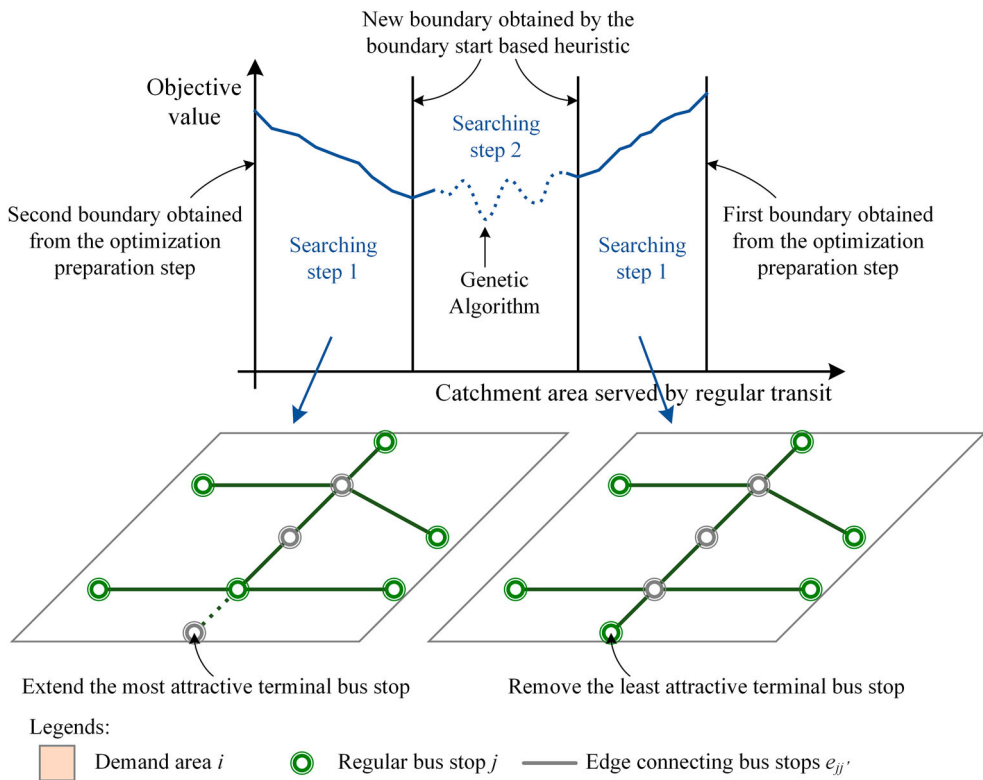 New boundary obtained by the
boundary start based heuristic
Objective
value
Searching
step 2
Second boundary obtained
from the optimization
preparation step
First boundary obtained
from the optimization
preparation step
Searching
step 1
Searching
step 1
Genetic
Algorithm
Catchment area served by regular transit
Extend the most attractive terminal bus stop
Remove the least attractive terminal bus stop
Legends:
Demand area i
Regular bus stop j
Edge connecting bus stops e_jj'